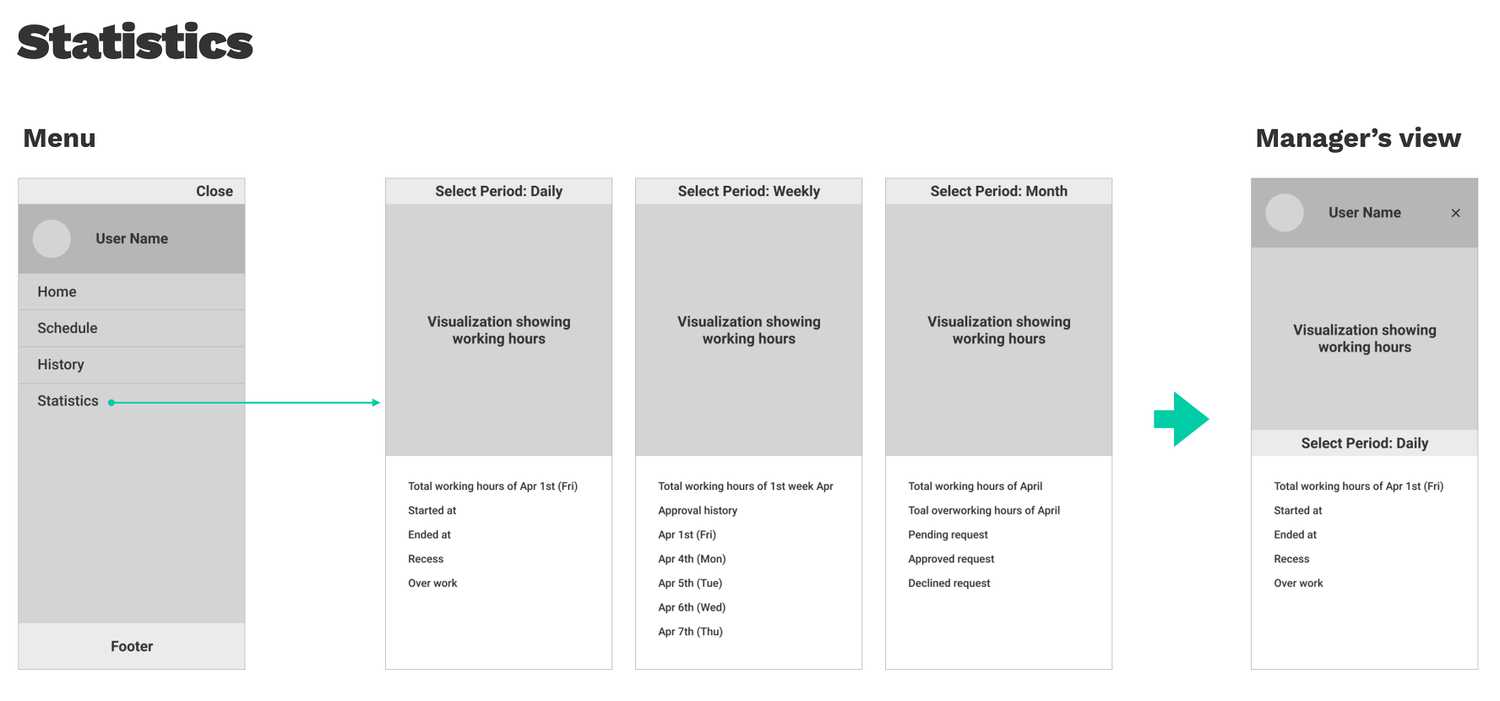 Statistics
Menu
Close
User Name
Home
Schedule
History
Statistics
Footer
Select Period: Daily
Visualization showing
working hours
Total working hours of Apr 1st (Fri)
Started at
Ended at
Recess
Over work
Select Period: Weekly
Visualization showing
working hours
Total working hours of 1st week Apr
Approval history
Apr 1st (Fri)
Apr 4th (Mon)
Apr 5th (Tue)
Apr 6th (Wed)
Apr 7th (Thu)
Select Period: Month
Visualization showing
working hours
Total working hours of April
Toal overworking hours of April
Pending request
Approved request
Declined request
Manager’s view
User Name
Visualization showing
working hours
Select Period: Daily
Total working hours of Apr 1st (Fri)
Started at
Ended at
Recess
Over work